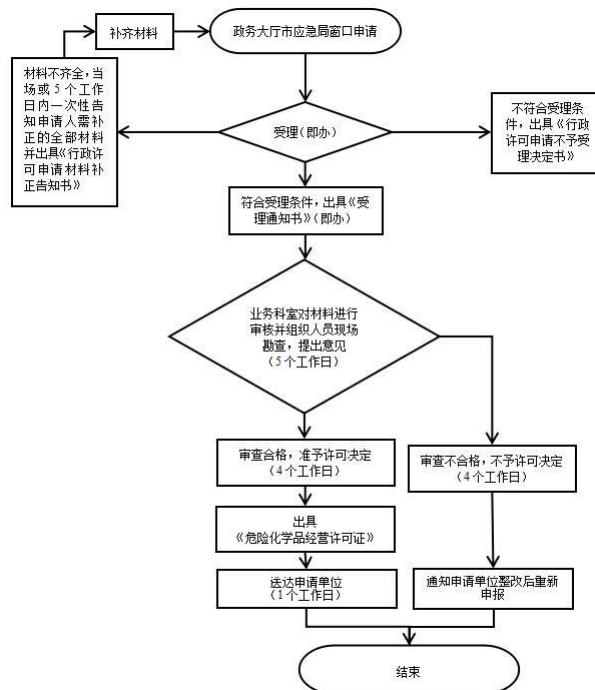 补齐材料
政务大厅市应急局窗口申请
材料不齐全，当
场或 5 个工作
日内一次性告
知申请人需补
正的全部材料
并出具《行政许
可申请材料补
正告知书》
受理（即办）
不符合受理条
件，出具《行政
许可申请不予受
理决定书》
符合受理条件，出具《受
理通知书》（即办）
业务科室对材料进行
审核并组织人员现场
勘查，提出意见
（5 个工作日）
审查合格，准予许可决定
（4 个工作日）
审查不合格，不予许可决定
（4 个工作日）
出具
《危险化学品经营许可证》
送达申请单位
（1 个工作日）
通知申请单位整改后重新
申报
结束